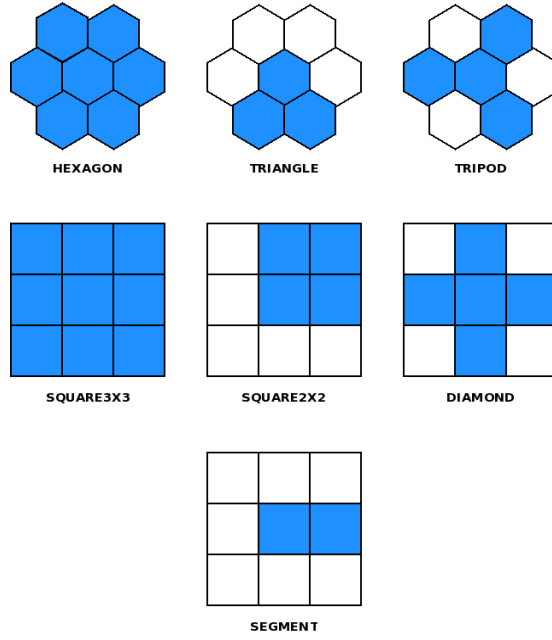 HEXAGON
TRIANGLE
TRIPOD
SQUARE3X3
SQUARE2X2
DIAMOND
SEGMENT